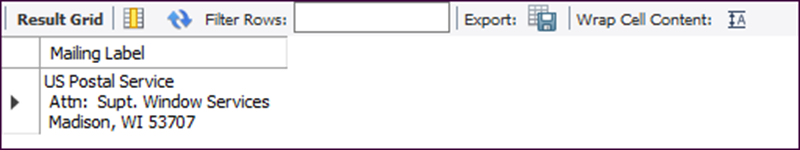 Result Grid Filter Rows: Export: Wrap Cell Content: A
Mailing Label
US Postal Service
Attn:  Supt. Window Services
Madison, WI 53707